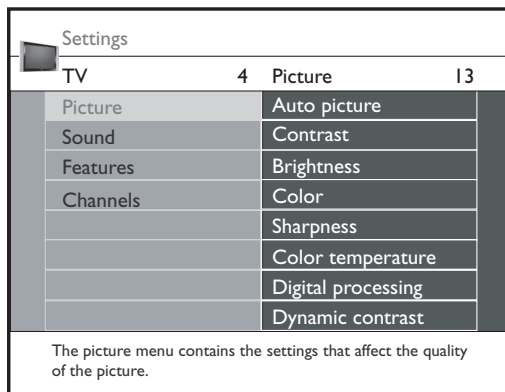 Settings
TV 4 Picture 13
Picture Auto picture
Sound Contrast
Features Brightness
Channels Color
Sharpness
Color temperature
Digital processing
Dynamic contrast
The picture menu contains the settings that affect the quality
of the picture.